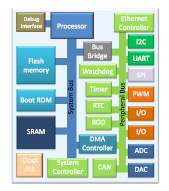 Debug
Interface
Processor
Ethernet
Controller
Flash
memory
Bus
Bridge
I2C
UART
Watchdog
SPI
Boot ROM
Timer
PWM
RTC
I/O
System Bus
Peripheral Bus
SRAM
BOD
I/O
DMA
Controller
ADC
Clock
PLL
System
Controller
CAN
DAC